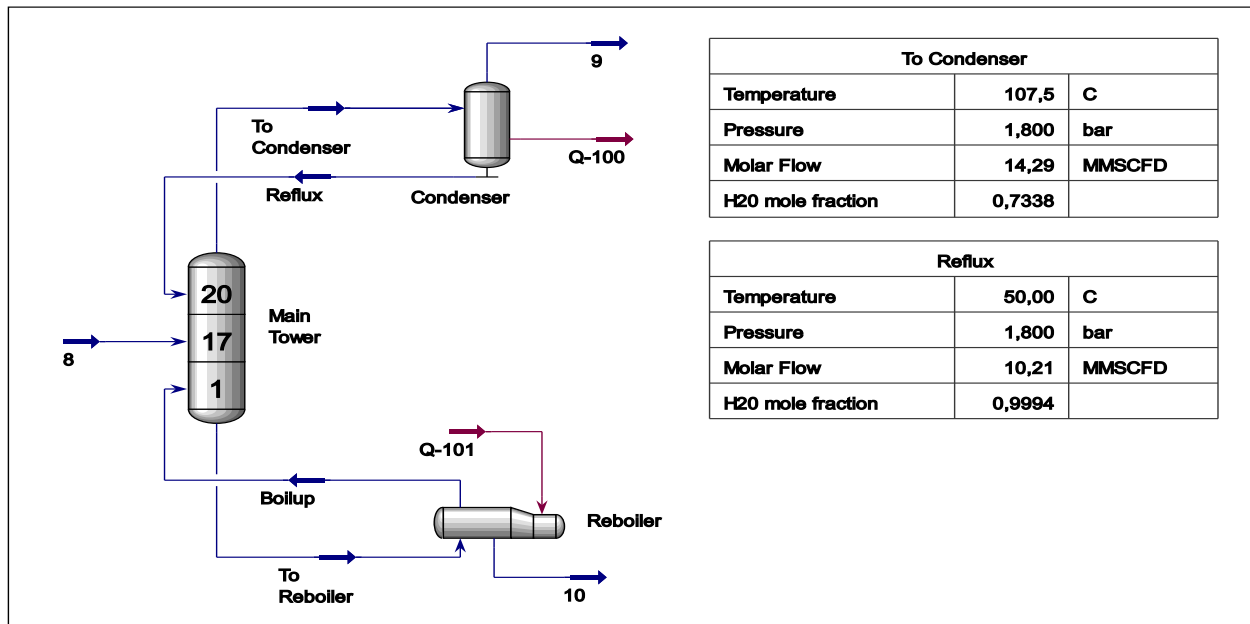 9
To
Condenser
Q-100
Reflux
Condenser
20
17
1
Main
Tower
8
Q-101
Boilup
Reboiler
To
Reboiler
10
To Condenser
Temperature 107,5 C
Pressure 1,800 bar
Molar Flow 14,29 MMSCFD
H20 mole fraction 0,7338
Reflux
Temperature 50,00 C
Pressure 1,800 bar
Molar Flow 10,21 MMSCFD
H20 mole fraction 0,9994